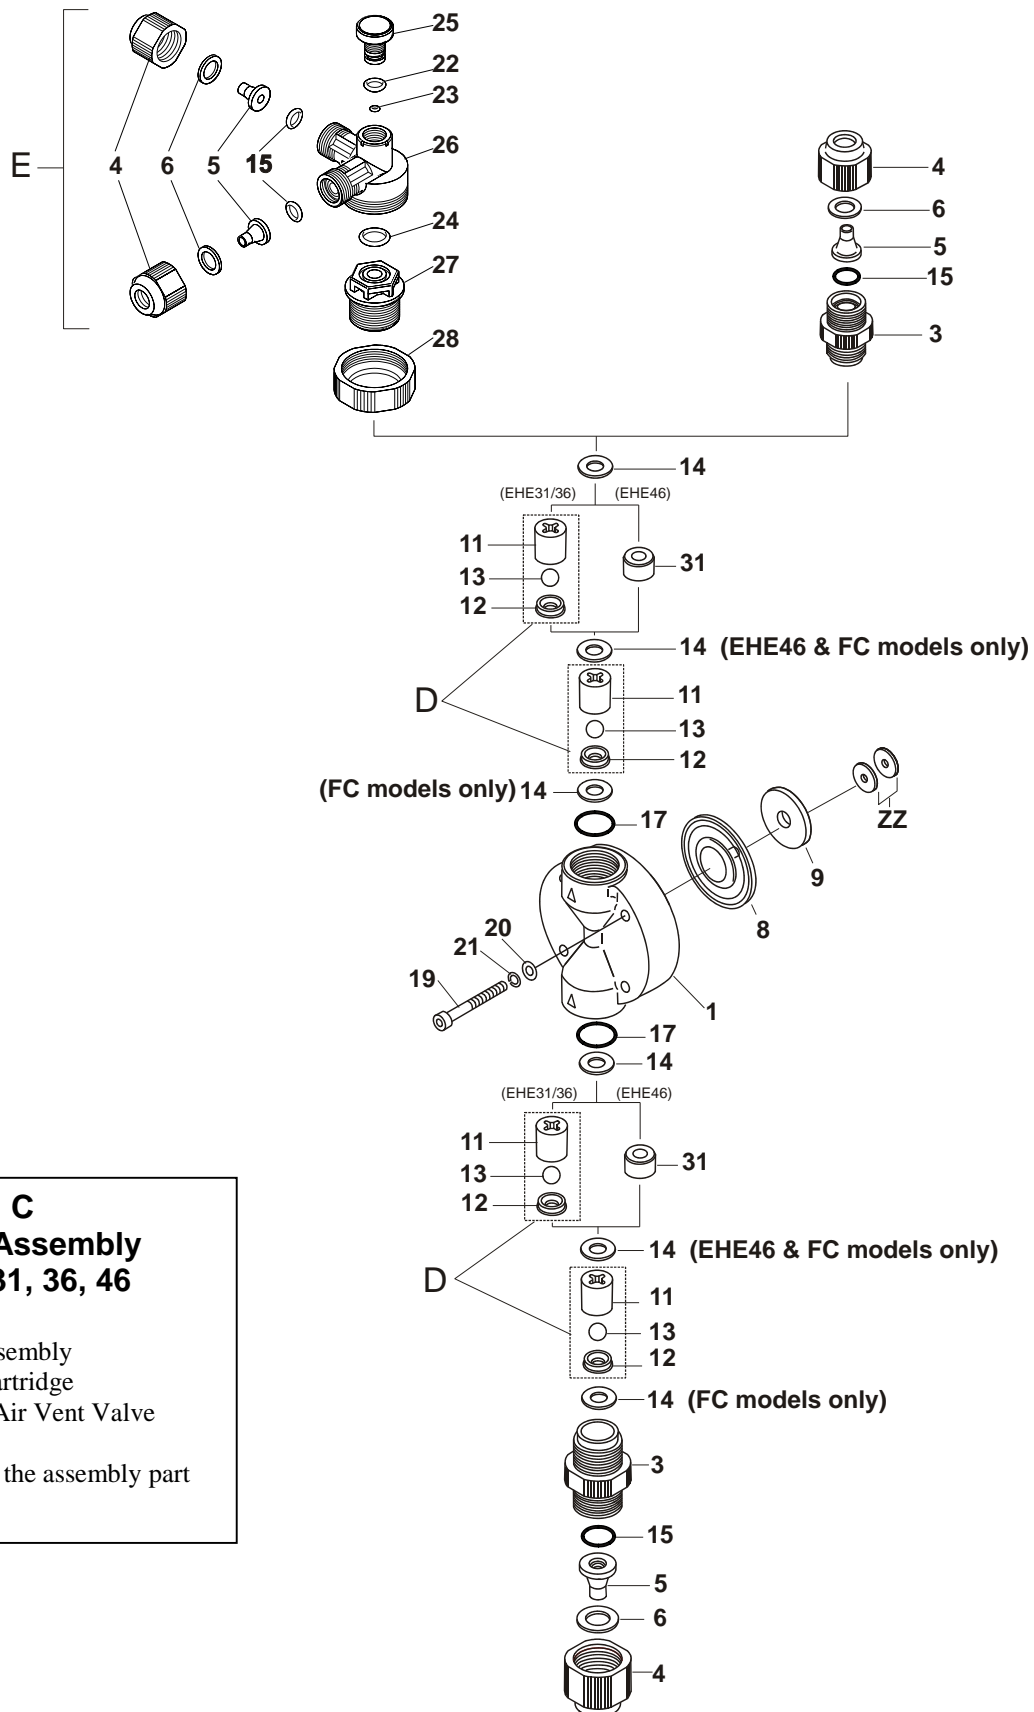 25
22
23
E
4
6
5
15
26
24
27
28
4
6
5
15
3
14
(EHE31/36)
(EHE46)
11
13
12
31
14 (EHE46 & FC models only)
D
11
13
12
(FC models only) 14
17
ZZ
9
8
20
21
19
1
17
14
(EHE31/36)
(EHE46)
11
13
12
31
14 (EHE46 & FC models only)
D
11
13
12
14 (FC models only)
3
15
5
6
4
C
Assembly
31, 36, 46
sembly
artridge
Air Vent Valve
the assembly part